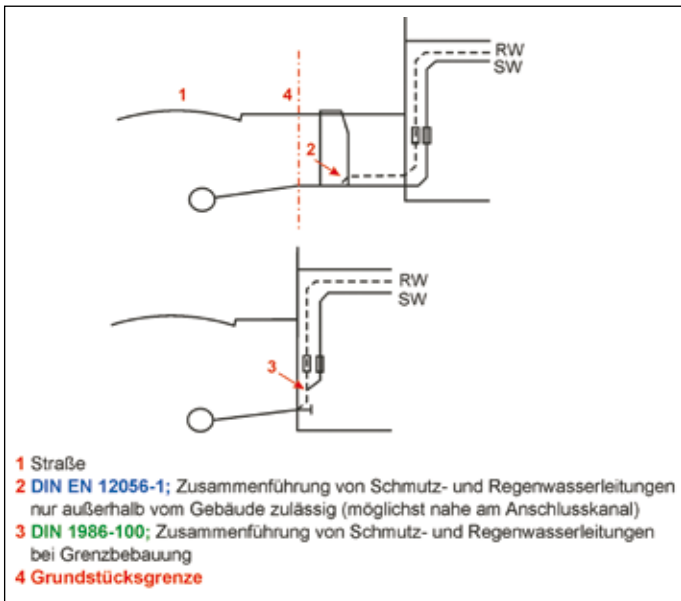 RW
SW
1
4
2
RW
SW
3
1 Straße
2 DIN EN 12056-1; Zusammenführung von Schmutz- und Regenwasserleitungen
nur außerhalb vom Gebäude zulässig (möglichst nahe am Anschlusskanal)
3 DIN 1986-100; Zusammenführung von Schmutz- und Regenwasserleitungen
bei Grenzbebauung
4 Grundstücksgrenze